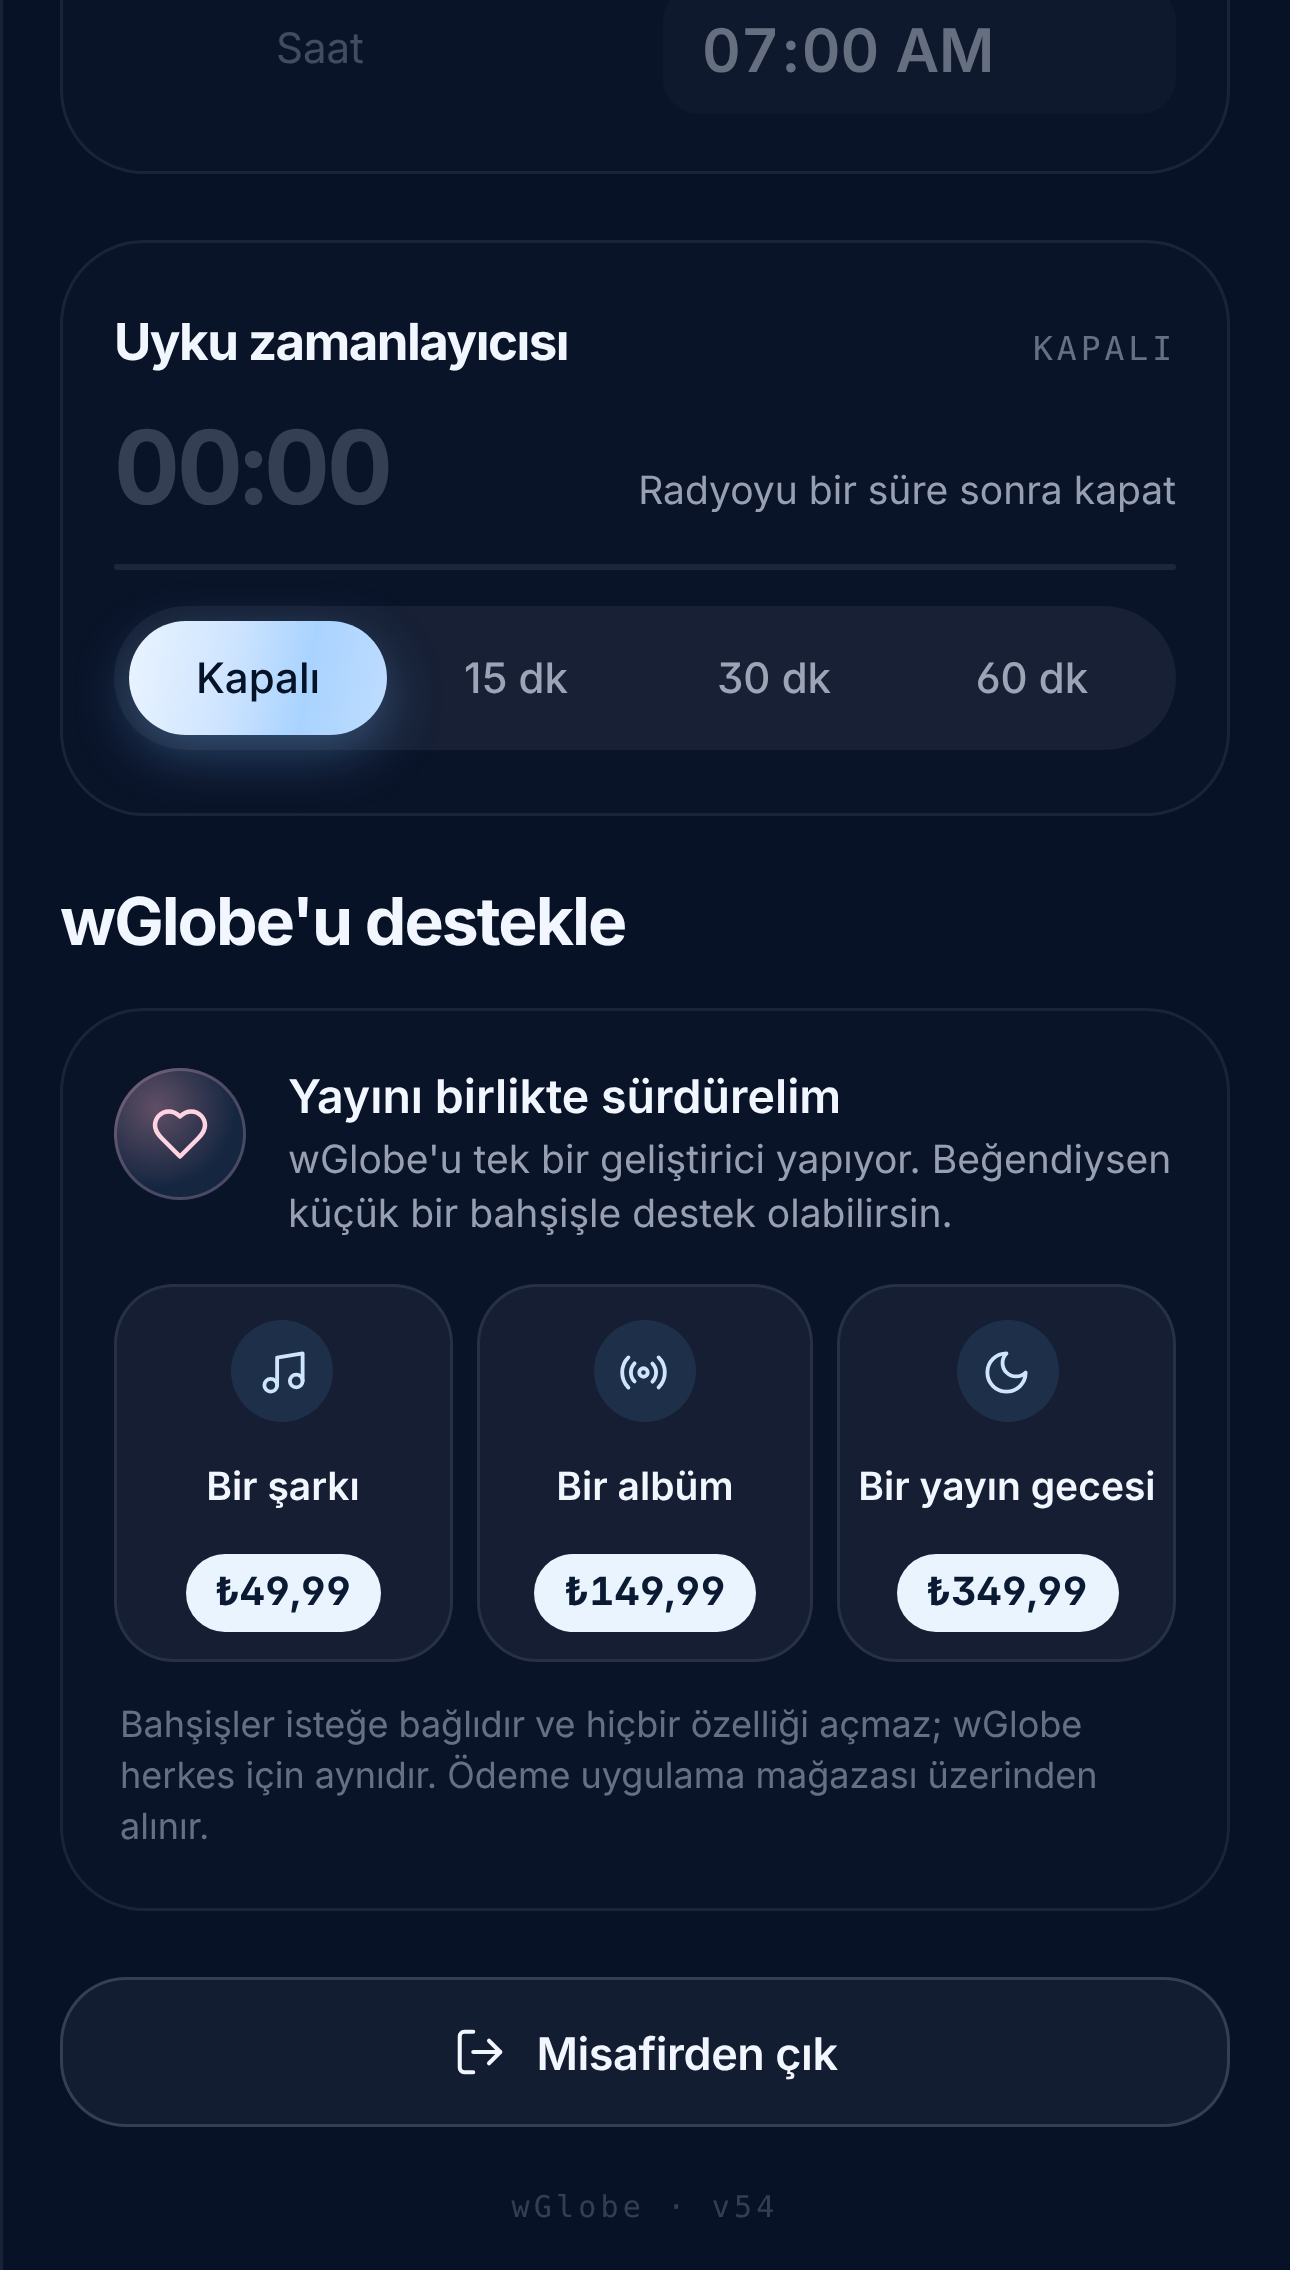 Saat
07:00 AM
Uyku zamanlayıcısı
KAPALI
00:00
Radyoyu bir süre sonra kapat
Kapalı
15 dk
30 dk
60 dk
wGlobe'u destekle
Yayını birlikte sürdürelim
wGlobe'u tek bir geliştirici yapıyor. Beğendiysen
küçük bir bahşişle destek olabilirsin.
Bir şarkı
₺49,99
Bir albüm
₺149,99
Bir yayın gecesi
₺349,99
Bahşişler isteğe bağlıdır ve hiçbir özelliği açmaz; wGlobe
herkes için aynıdır. Ödeme uygulama mağazası üzerinden
alınır.
Misafirden çık
wGlobe · v54